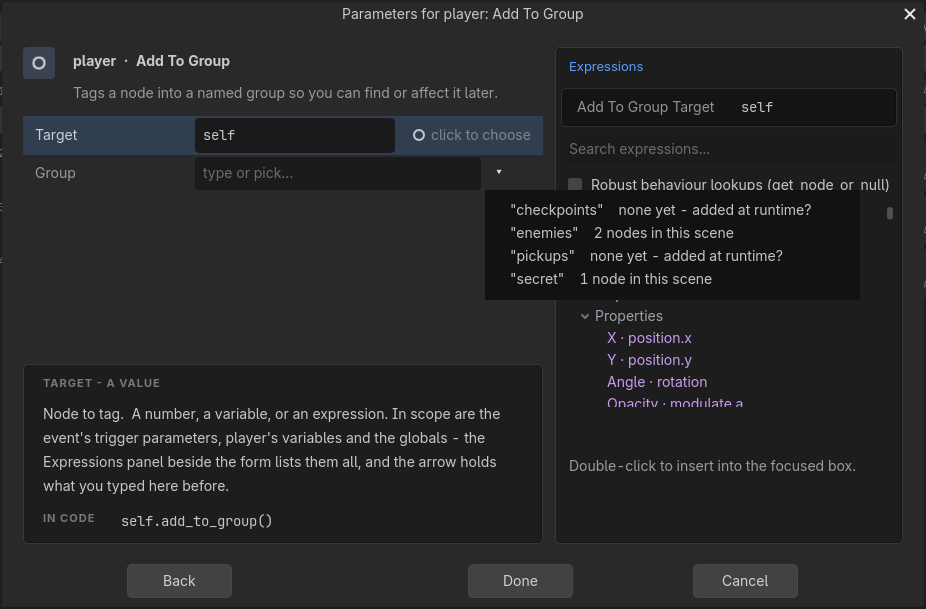 Parameters for player: Add To Group
player · Add To Group
Tags a node into a named group so you can find or affect it later.
Target self click to choose
Group type or pick...
Expressions
Add To Group Target self
Search expressions...
Robust behaviour lookups (get_node_or_null)
"checkpoints" none yet - added at runtime?
"enemies" 2 nodes in this scene
"pickups" none yet - added at runtime?
"secret" 1 node in this scene
Properties
X · position.x
Y · position.y
Angle · rotation
Opacity · modulate.a
Double-click to insert into the focused box.
TARGET - A VALUE
Node to tag. A number, a variable, or an expression. In scope are the
event's trigger parameters, player's variables and the globals - the
Expressions panel beside the form lists them all, and the arrow holds
what you typed here before.
IN CODE self.add_to_group()
Back Done Cancel